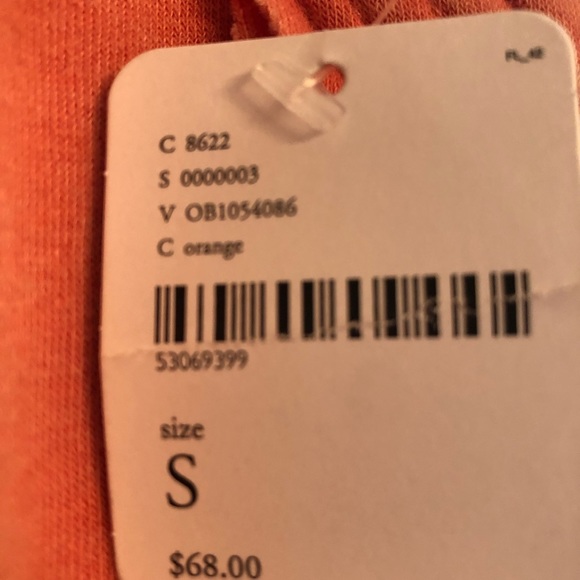 C 8622
S 0000003
V OB1054086
C orange
53069399
size
S
$68.00